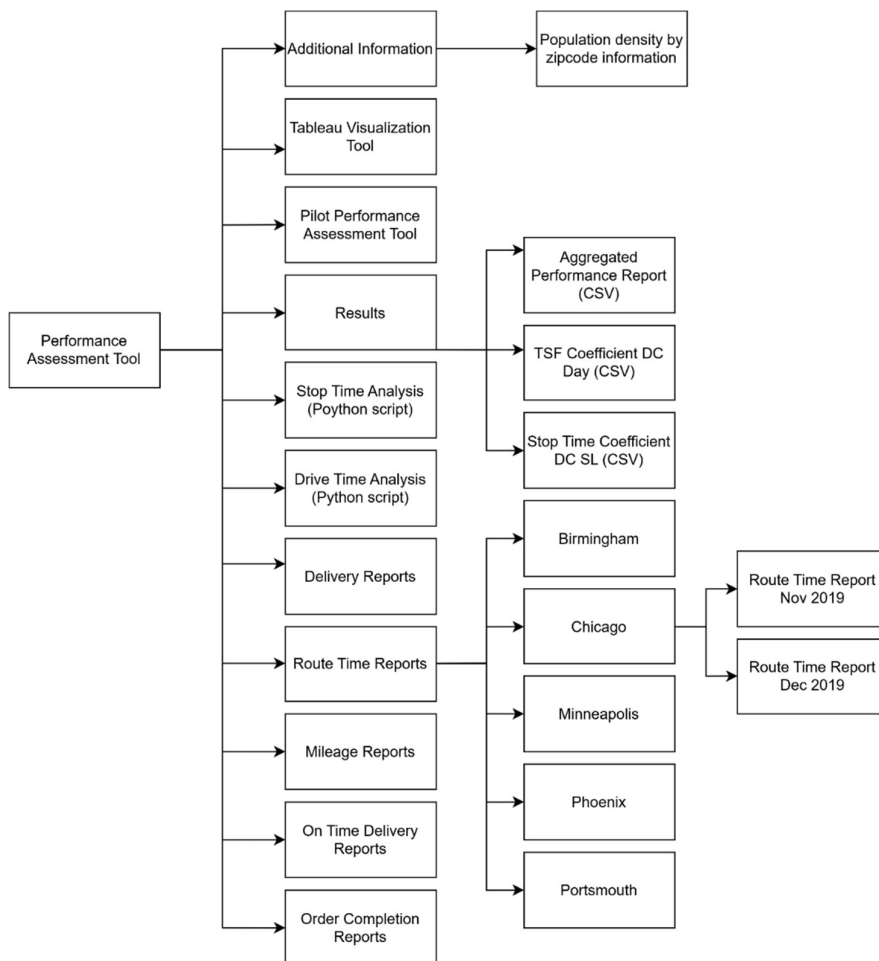 Performance
Assessment Tool
Additional Information
Population density by
zipcode information
Tableau Visualization
Tool
Pilot Performance
Assessment Tool
Results
Aggregated
Performance Report
(CSV)
TSF Coefficient DC
Day (CSV)
Stop Time Coefficient
DC SL (CSV)
Stop Time Analysis
(Poython script)
Drive Time Analysis
(Python script)
Delivery Reports
Route Time Reports
Birmingham
Chicago
Route Time Report
Nov 2019
Route Time Report
Dec 2019
Minneapolis
Phoenix
Portsmouth
Mileage Reports
On Time Delivery
Reports
Order Completion
Reports